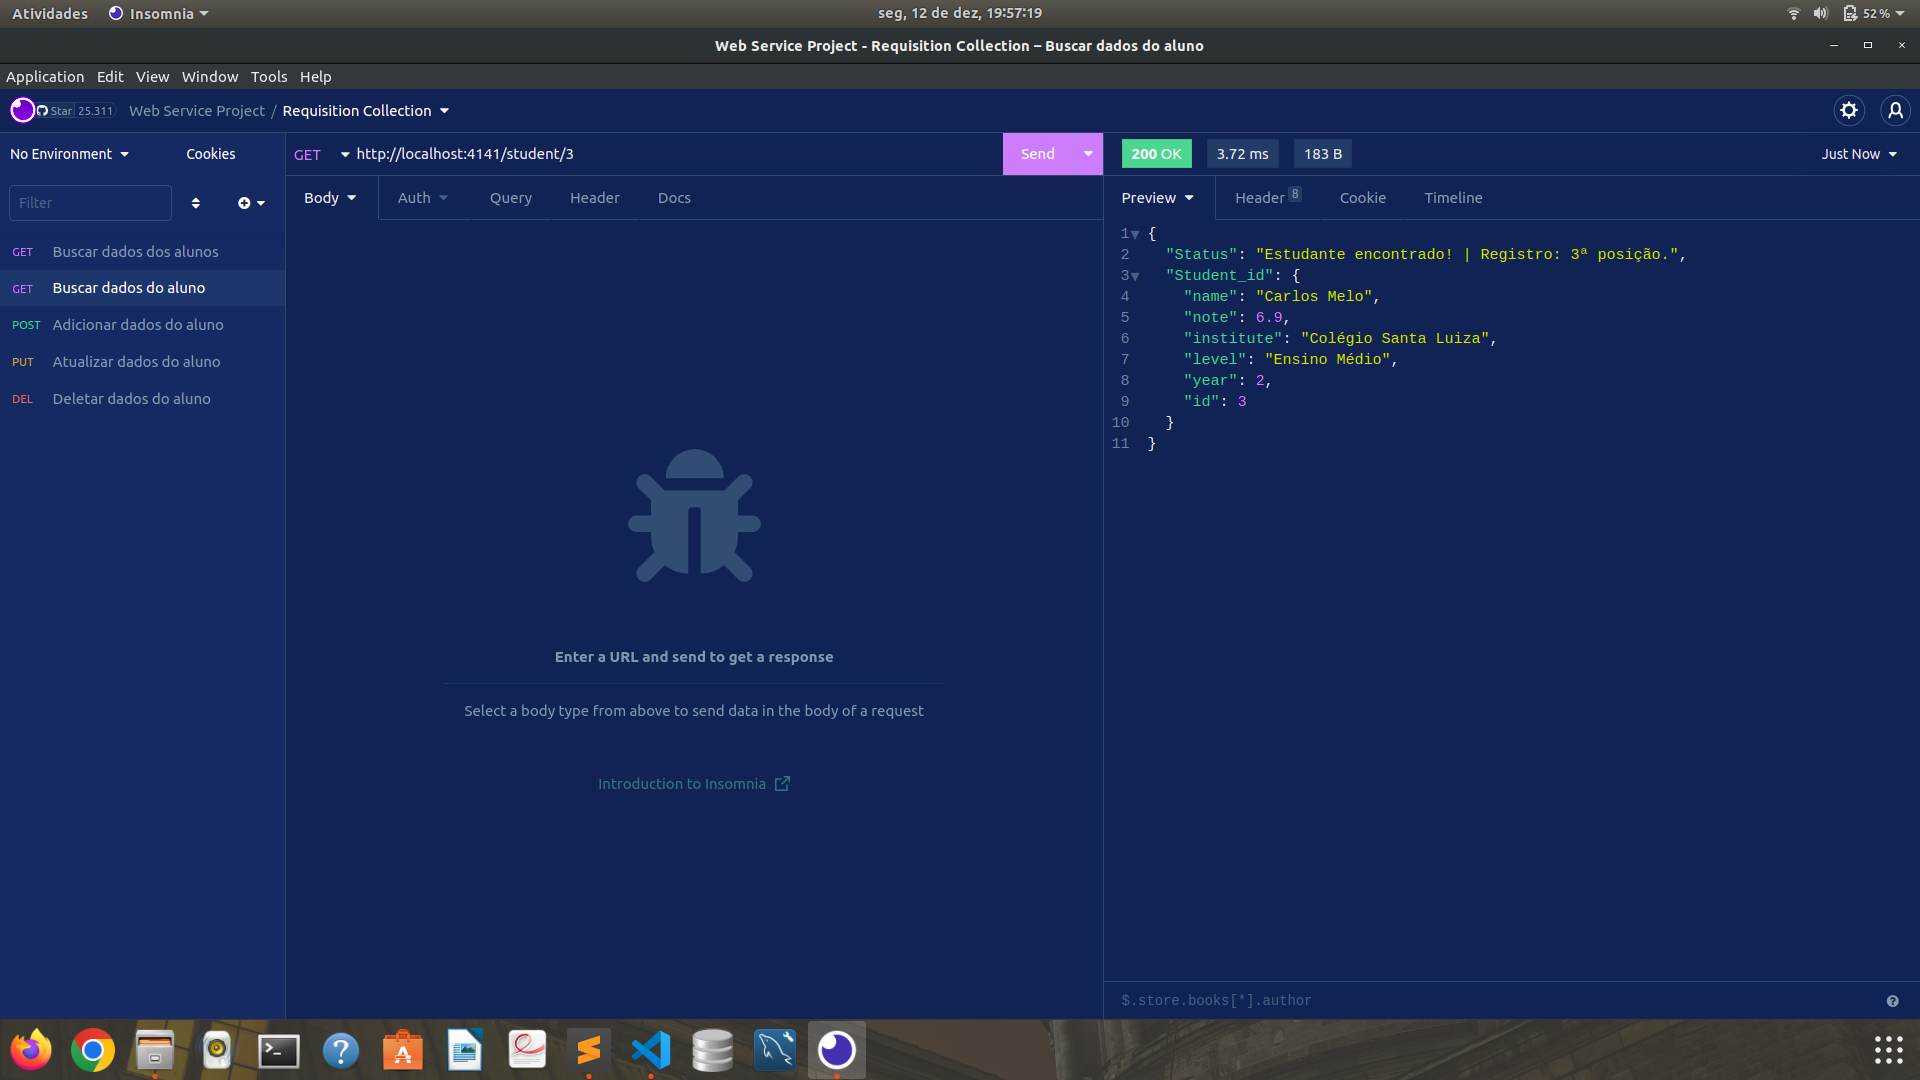 Atividades
Insomnia
seg, 12 de dez, 19:57:19
52 %
Web Service Project - Requisition Collection – Buscar dados do aluno
Application Edit View Window Tools Help
Star 25.311
Web Service Project / Requisition Collection
No Environment
Cookies
GET http://localhost:4141/student/3
Send
200 OK
3.72 ms
183 B
Just Now
Filter
Body
Auth
Query
Header
Docs
Preview
Header 8
Cookie
Timeline
GET Buscar dados dos alunos
GET Buscar dados do aluno
POST Adicionar dados do aluno
PUT Atualizar dados do aluno
DEL Deletar dados do aluno
Enter a URL and send to get a response
Select a body type from above to send data in the body of a request
Introduction to Insomnia
1 {
2 "Status": "Estudante encontrado! | Registro: 3ª posição.",
3 "Student_id": {
4 "name": "Carlos Melo",
5 "note": 6.9,
6 "institute": "Colégio Santa Luiza",
7 "level": "Ensino Médio",
8 "year": 2,
9 "id": 3
10 }
11 }
$.store.books[*].author